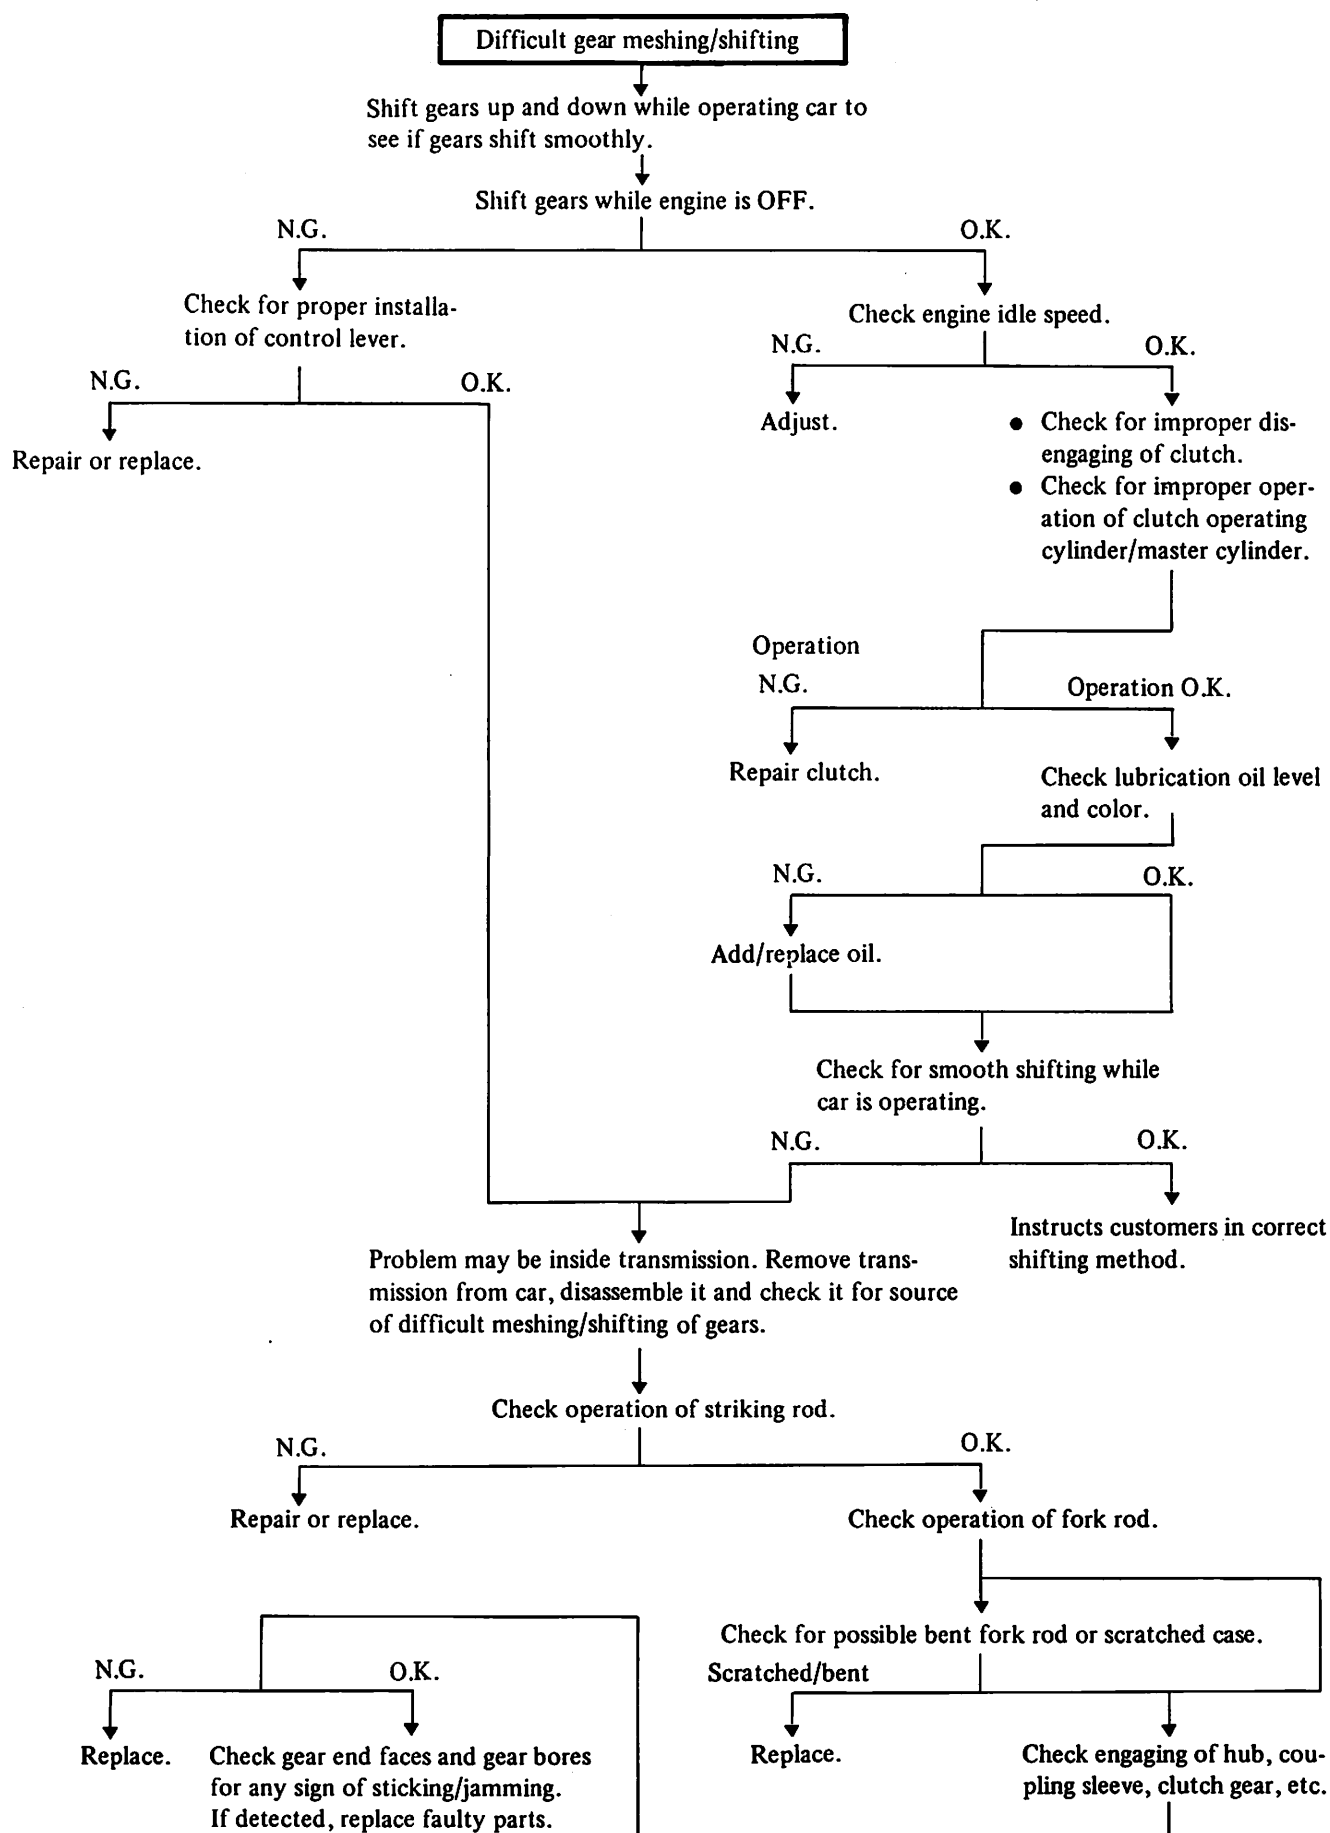 Difficult gear meshing/shifting
Shift gears up and down while operating car to
see if gears shift smoothly.
Shift gears while engine is OFF.
N.G.
O.K.
Check for proper installa-
tion of control lever.
Check engine idle speed.
N.G.
O.K.
N.G.
O.K.
Repair or replace.
Adjust.
● Check for improper dis-
engaging of clutch.
● Check for improper oper-
ation of clutch operating
cylinder/master cylinder.
Operation
N.G.
Operation O.K.
Repair clutch.
Check lubrication oil level
and color.
N.G.
O.K.
Add/replace oil.
Check for smooth shifting while
car is operating.
N.G.
O.K.
Instructs customers in correct
shifting method.
Problem may be inside transmission. Remove trans-
mission from car, disassemble it and check it for source
of difficult meshing/shifting of gears.
Check operation of striking rod.
N.G.
O.K.
Repair or replace.
Check operation of fork rod.
Check for possible bent fork rod or scratched case.
Scratched/bent
N.G.
O.K.
Replace.
Check gear end faces and gear bores
for any sign of sticking/jamming.
If detected, replace faulty parts.
Replace.
Check engaging of hub, cou-
pling sleeve, clutch gear, etc.